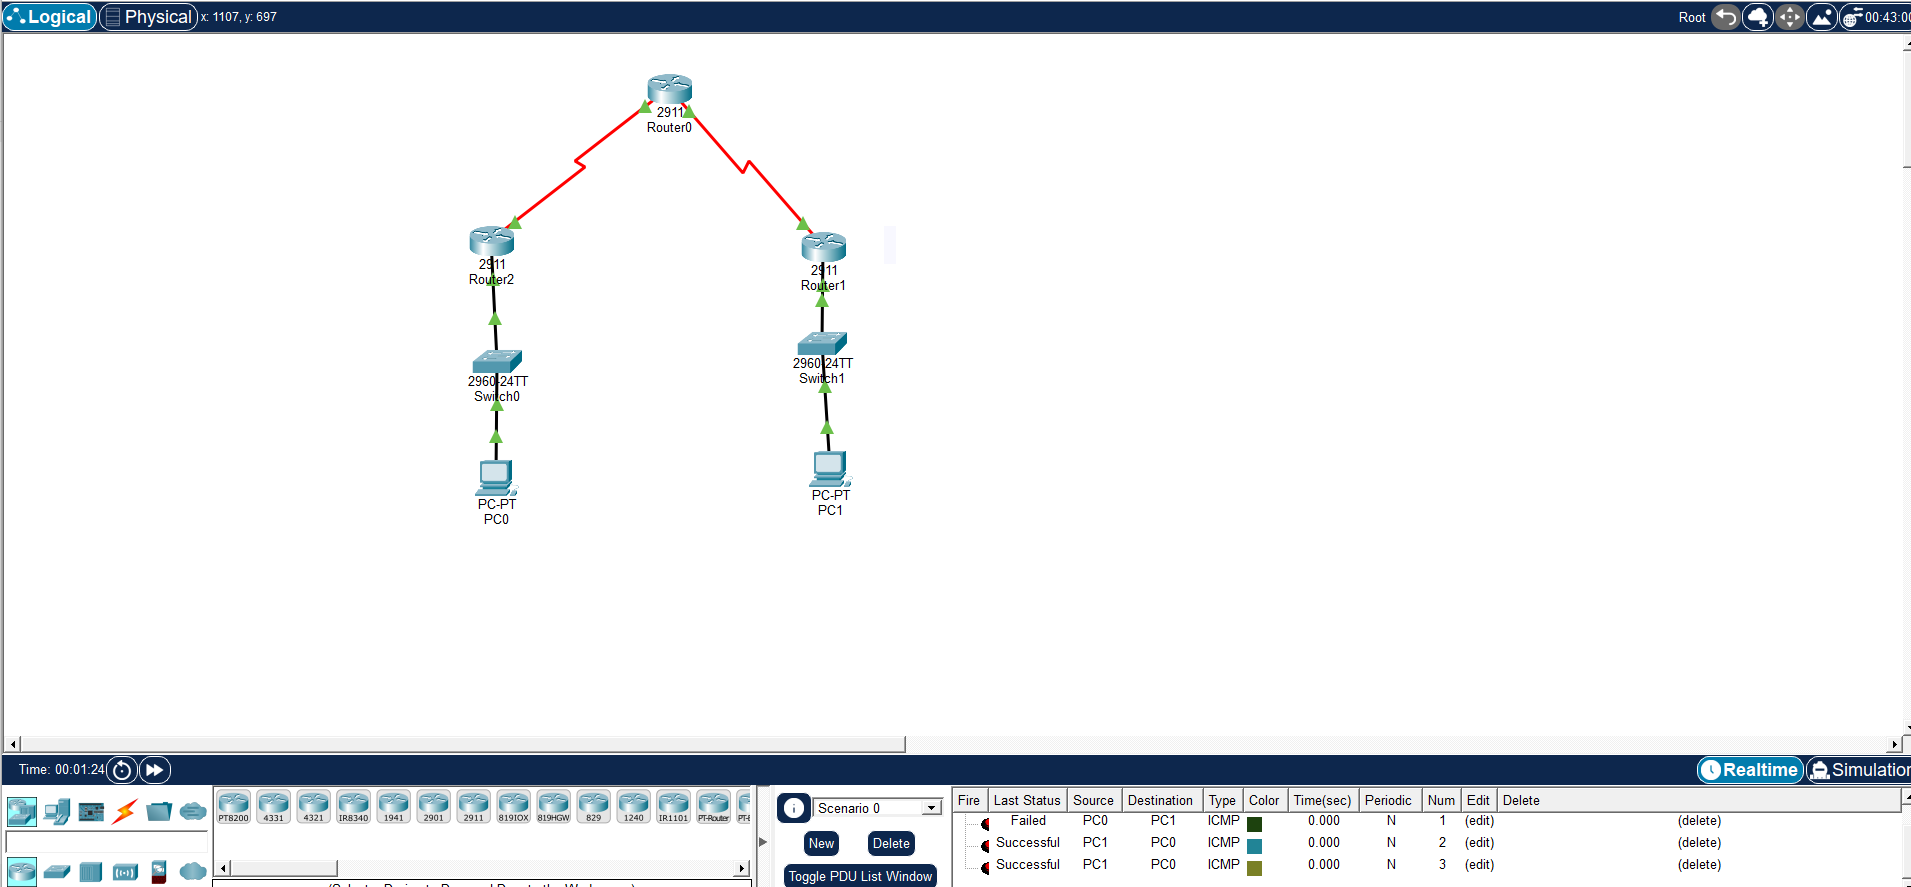 Logical Physical x: 1107, y: 697 Root 00:43:00
2911
Router0
2911
Router2
2911
Router1
2960-24TT
Switch1
2960-24TT
Switch0
PC-PT
PC1
PC-PT
PC0
Time: 00:01:24 Realtime Simulation
PT8200 4331 4321 IR8340 1941 2901 2911 819IOX 819HGW 829 1240 IR1101 PT-Router
Scenario 0
New Delete
Toggle PDU List Window
Fire Last Status Source Destination Type Color Time(sec) Periodic Num Edit Delete
Failed PC0 PC1 ICMP 0.000 N 1 (edit) (delete)
Successful PC1 PC0 ICMP 0.000 N 2 (edit) (delete)
Successful PC1 PC0 ICMP 0.000 N 3 (edit) (delete)